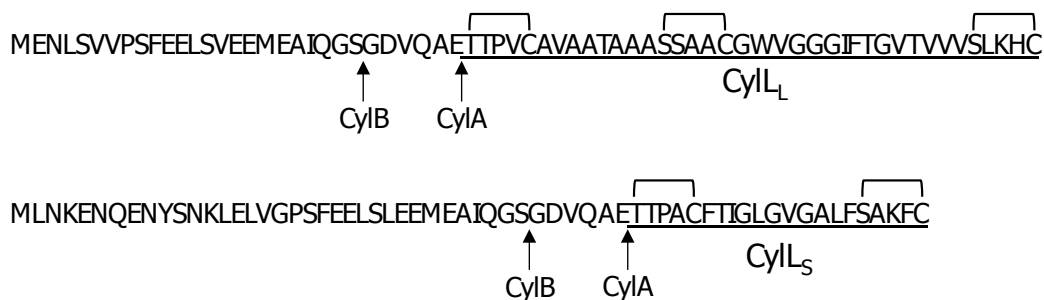 MENLSVVPSFEELSVEEMEAIQGSGDVQAETTPVCAVAATAAASSAACGWVGGGIFTGVTVVVSLKHC
CylL_L
CylB CylA
MLNKENQENYSNKLELVGPSFEELSLEEMEAIQGSGDVQAETTPACFTIGLGVGALFSAKFC
CylL_S
CylB CylA